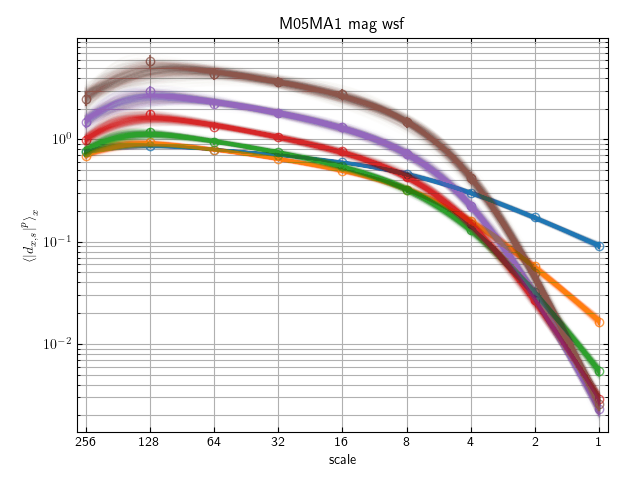 M05MA1 mag wsf
⟨|d_{x,s}|^p⟩_x
10^0
10^{-1}
10^{-2}
256 128 64 32 16 8 4 2 1
scale